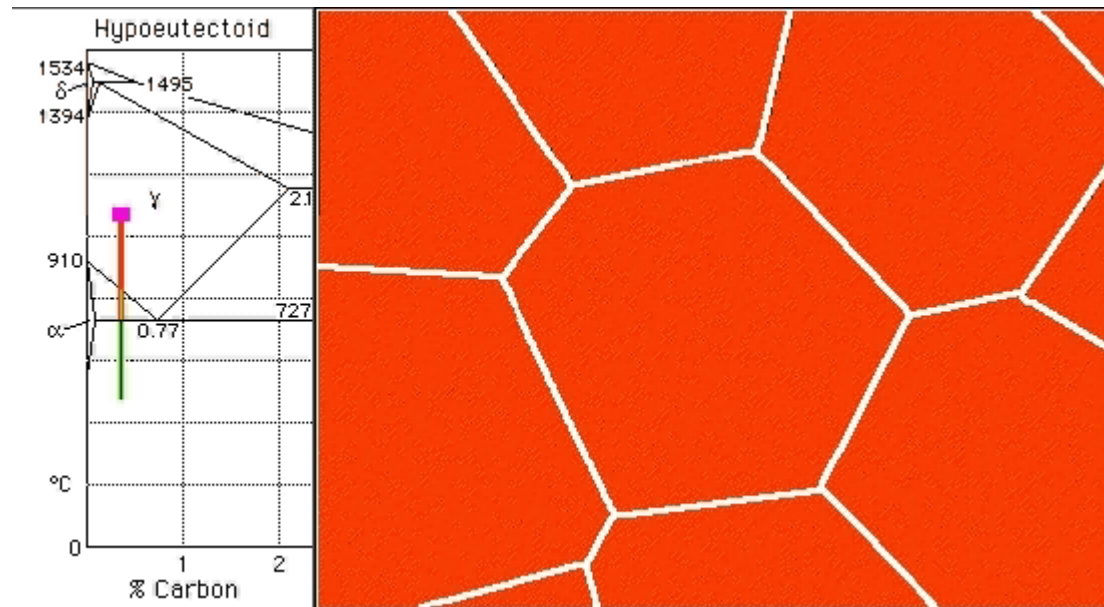 Hypoeutectoid
1534
δ
1495
1394
γ
2.1
910
727
α
0.77
°C
0
1
2
% Carbon